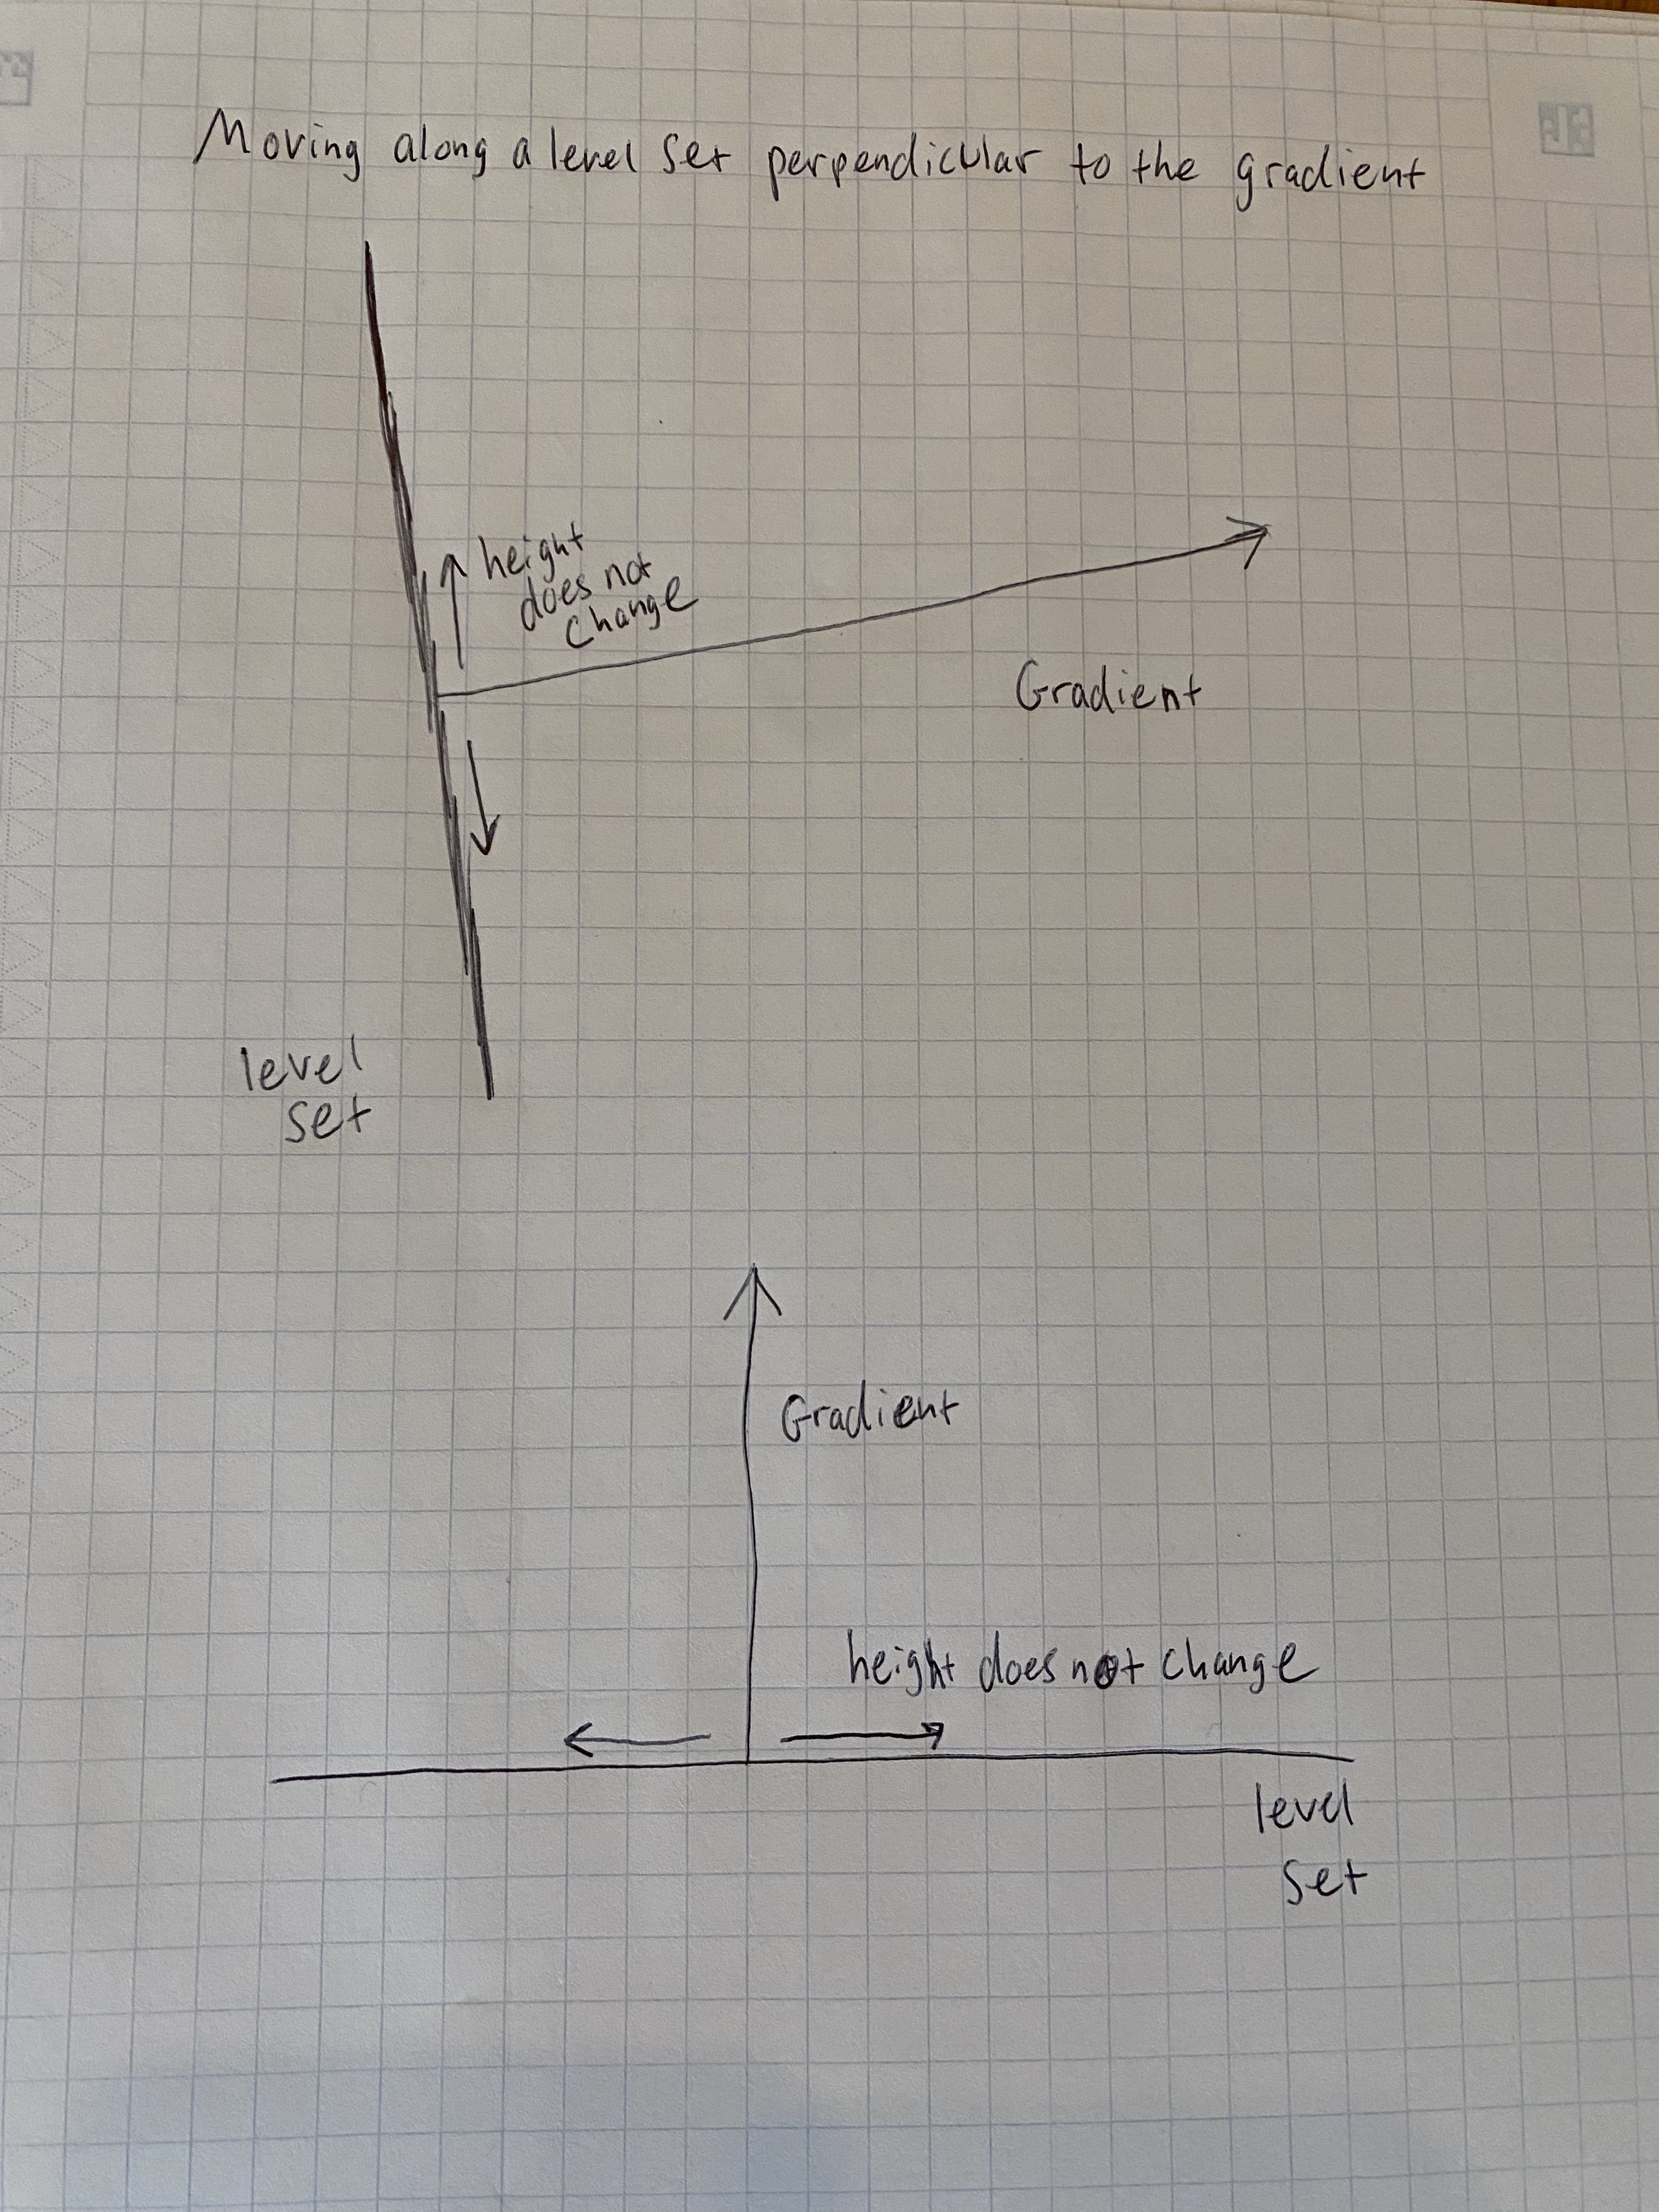 Moving along a level set perpendicular to the gradient
height
does not
change
Gradient
level
set
Gradient
height does not change
level
set